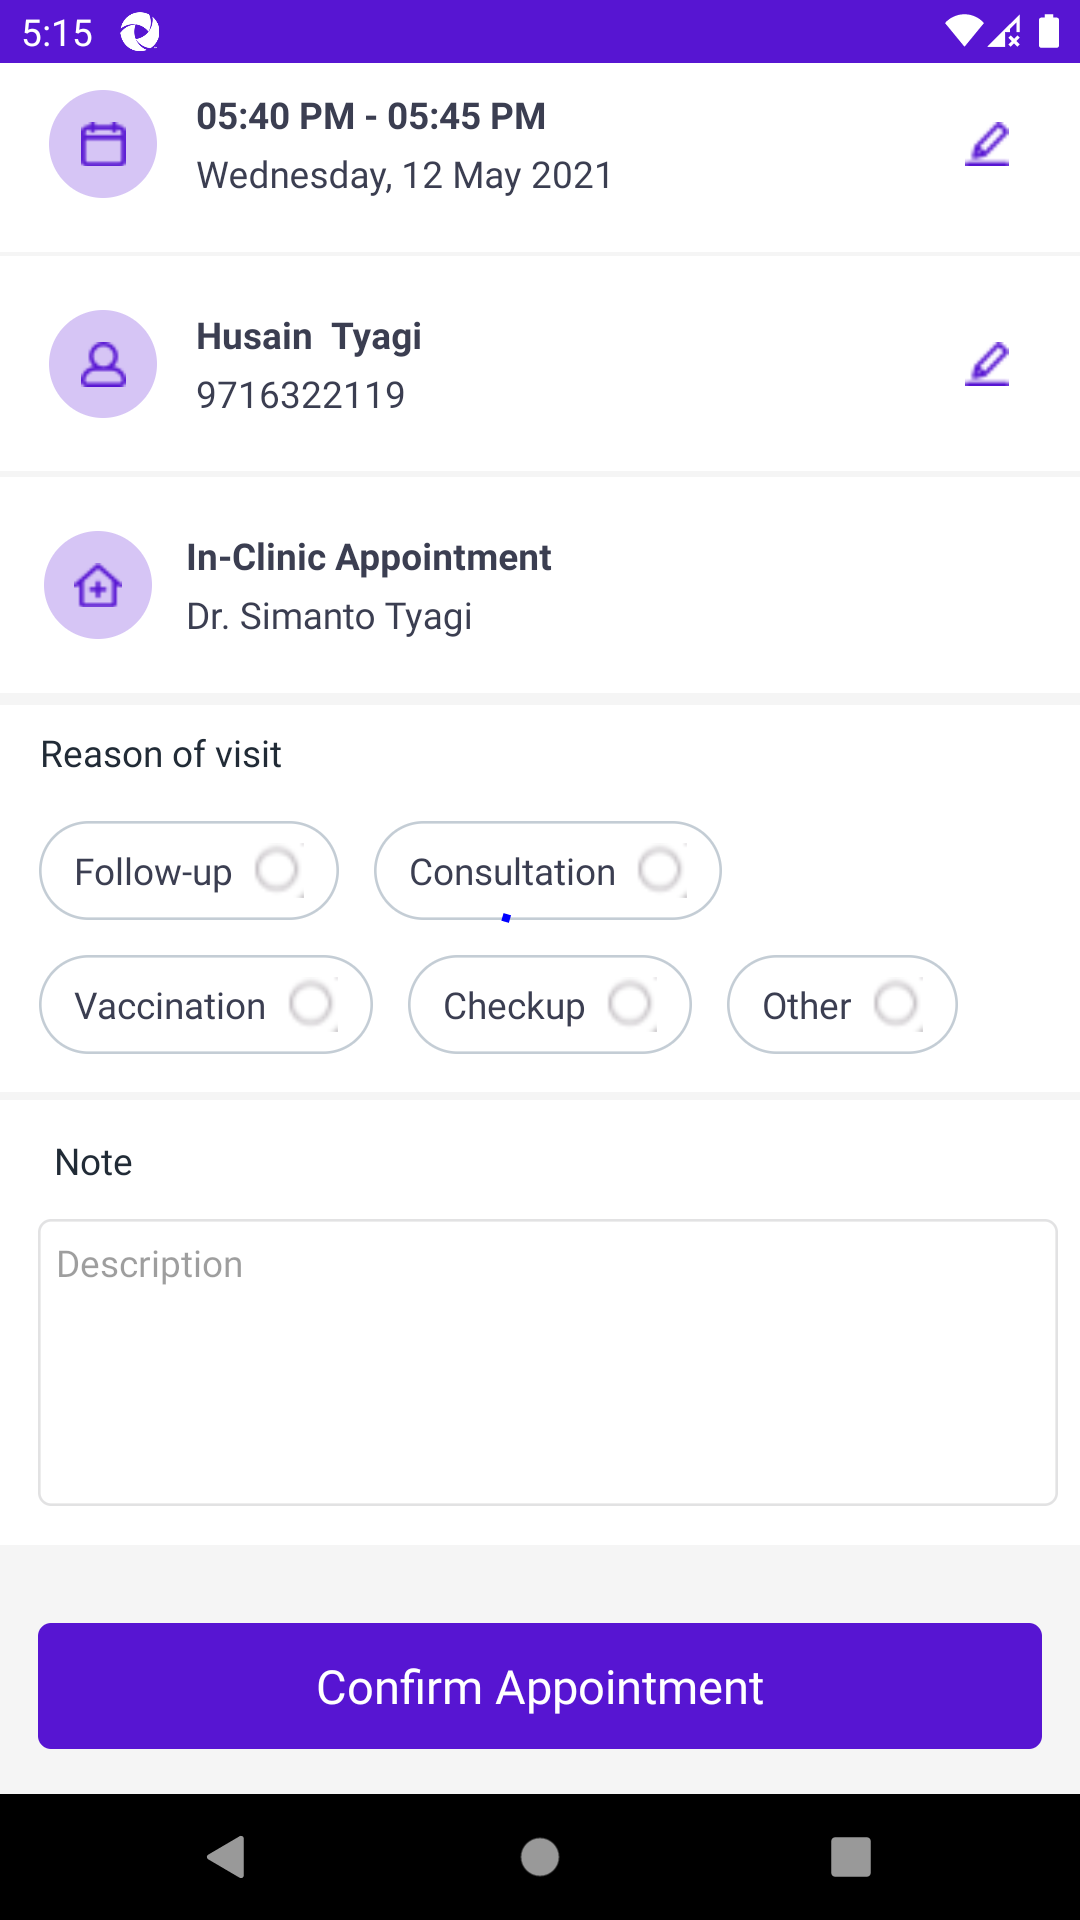 5:15
05:40 PM - 05:45 PM
Wednesday, 12 May 2021
Husain Tyagi
9716322119
In-Clinic Appointment
Dr. Simanto Tyagi
Reason of visit
Follow-up Consultation
Vaccination Checkup Other
Note
Description
Confirm Appointment